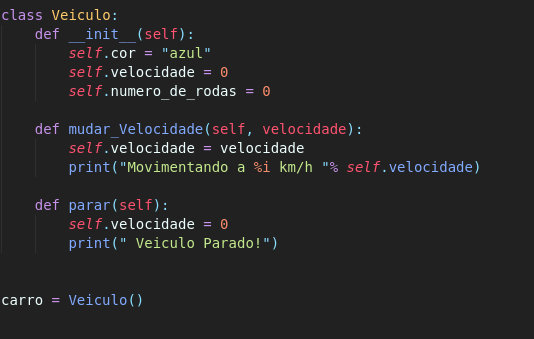 class Veiculo:
    def __init__(self):
        self.cor = "azul"
        self.velocidade = 0
        self.numero_de_rodas = 0

    def mudar_Velocidade(self, velocidade):
        self.velocidade = velocidade
        print("Movimentando a %i km/h "% self.velocidade)

    def parar(self):
        self.velocidade = 0
        print(" Veiculo Parado!")


carro = Veiculo()